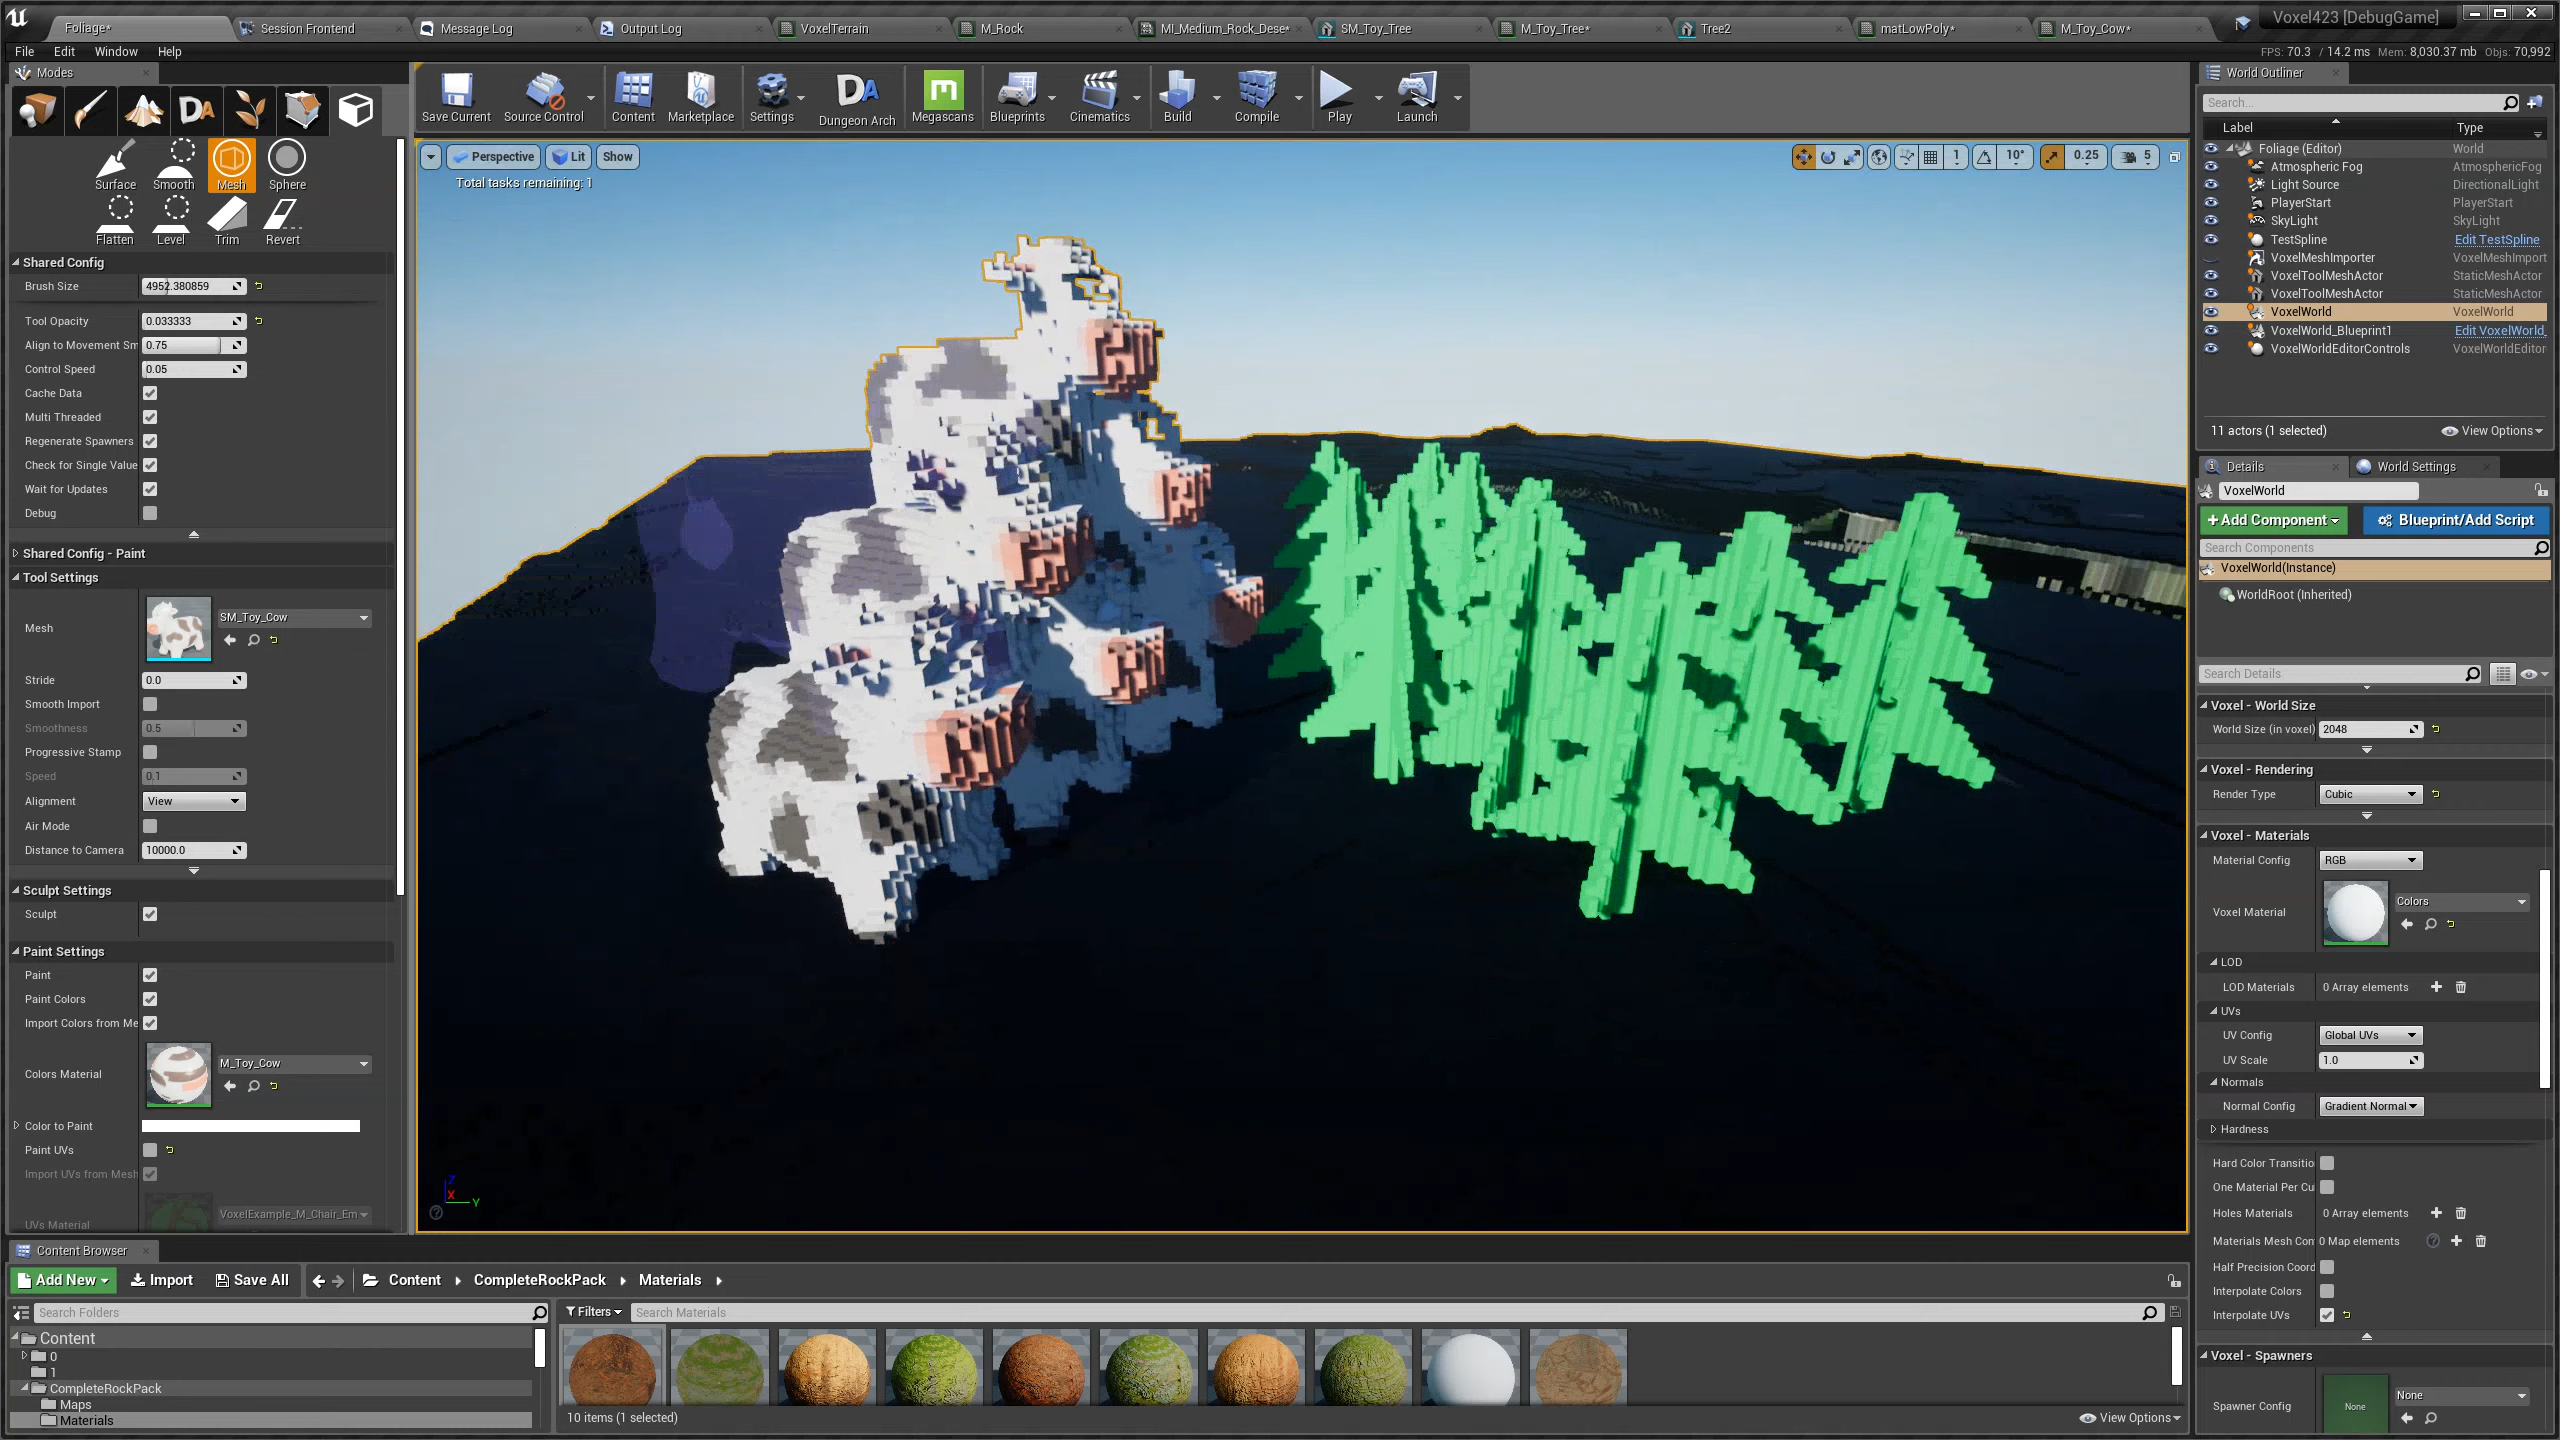 Foliage*
Session Frontend
Message Log
Output Log
VoxelTerrain
M_Rock
MI_Medium_Rock_Dese*
SM_Toy_Tree
M_Toy_Tree*
Tree2
matLowPoly*
M_Toy_Cow*
Voxel423 [DebugGame]
File Edit Window Help
FPS: 70.3 / 14.2 ms Mem: 8,030.37 mb Objs: 70,992
Modes
Surface Smooth Mesh Sphere
Flatten Level Trim Revert
Shared Config
Brush Size 4952.380859
Tool Opacity 0.033333
Align to Movement Sm 0.75
Control Speed 0.05
Cache Data
Multi Threaded
Regenerate Spawners
Check for Single Value
Wait for Updates
Debug
Shared Config - Paint
Tool Settings
Mesh SM_Toy_Cow
Stride 0.0
Smooth Import
Smoothness 0.5
Progressive Stamp
Speed 0.1
Alignment View
Air Mode
Distance to Camera 10000.0
Sculpt Settings
Sculpt
Paint Settings
Paint
Paint Colors
Import Colors from Me
Colors Material M_Toy_Cow
Color to Paint
Paint UVs
Import UVs from Mesh
UVs Material VoxelExample_M_Chair_Em
Save Current Source Control Content Marketplace Settings DA Dungeon Arch Megascans Blueprints Cinematics Build Compile Play Launch
Perspective Lit Show
1 10° 0.25 5
Total tasks remaining: 1
Z
X
Y
World Outliner
Search...
Label Type
Foliage (Editor) World
Atmospheric Fog AtmosphericFog
Light Source DirectionalLight
PlayerStart PlayerStart
SkyLight SkyLight
TestSpline Edit TestSpline
VoxelMeshImporter VoxelMeshImport
VoxelToolMeshActor StaticMeshActor
VoxelToolMeshActor StaticMeshActor
VoxelWorld VoxelWorld
VoxelWorld_Blueprint1 Edit VoxelWorld_
VoxelWorldEditorControls VoxelWorldEditor
11 actors (1 selected) View Options
Details World Settings
VoxelWorld
+Add Component Blueprint/Add Script
Search Components
VoxelWorld(Instance)
WorldRoot (Inherited)
Search Details
Voxel - World Size
World Size (in voxel) 2048
Voxel - Rendering
Render Type Cubic
Voxel - Materials
Material Config RGB
Voxel Material Colors
LOD
LOD Materials 0 Array elements
UVs
UV Config Global UVs
UV Scale 1.0
Normals
Normal Config Gradient Normal
Hardness
Hard Color Transitio
One Material Per Cu
Holes Materials 0 Array elements
Materials Mesh Con 0 Map elements
Half Precision Coord
Interpolate Colors
Interpolate UVs
Voxel - Spawners
Spawner Config None None
Content Browser
Add New Import Save All Content CompleteRockPack Materials
Search Folders
Filters Search Materials
Content
0
1
CompleteRockPack
Maps
Materials
10 items (1 selected) View Options